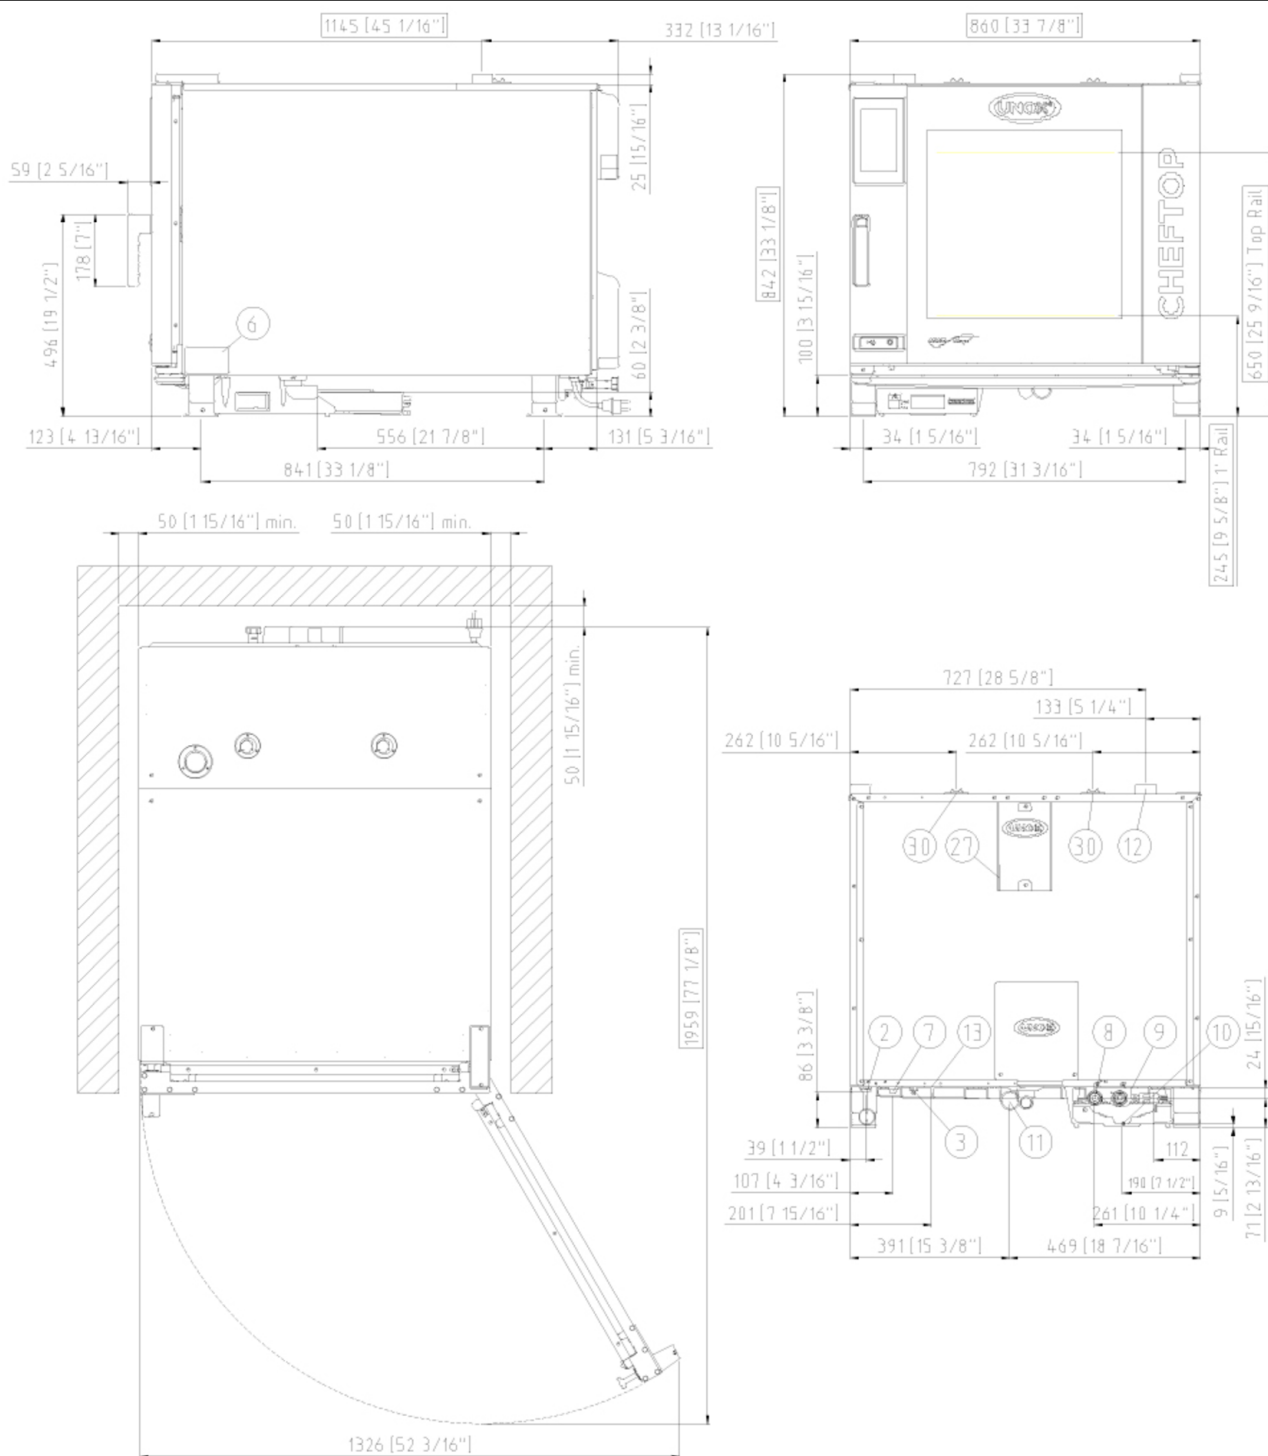 1145 [45 1/16"]
332 [13 1/16"]
860 [33 7/8"]
UNOX
59 [2 5/16"]
25 [15/16"]
CHEFTOP
178 [7"]
842 [33 1/8"]
650 [25 9/16"] Top Rail
496 [19 1/2"]
6
100 [3 15/16"]
60 [2 3/8"]
123 [4 13/16"]
556 [21 7/8"]
131 [5 3/16"]
34 [1 5/16"]
34 [1 5/16"]
841 [33 1/8"]
792 [31 3/16"]
245 [9 5/8"] 1' Rail
50 [1 15/16"] min.
50 [1 15/16"] min.
50 [1 15/16"] min.
727 [28 5/8"]
133 [5 1/4"]
262 [10 5/16"]
262 [10 5/16"]
30
27
30
12
UNOX
1959 [77 1/8"]
UNOX
86 [3 3/8"]
2
7
13
8
9
10
24 [15/16"]
3
11
39 [1 1/2"]
112
107 [4 3/16"]
190 [7 1/2"]
9 [5/16"]
71 [2 13/16"]
201 [7 15/16"]
261 [10 1/4"]
391 [15 3/8"]
469 [18 7/16"]
1326 [52 3/16"]